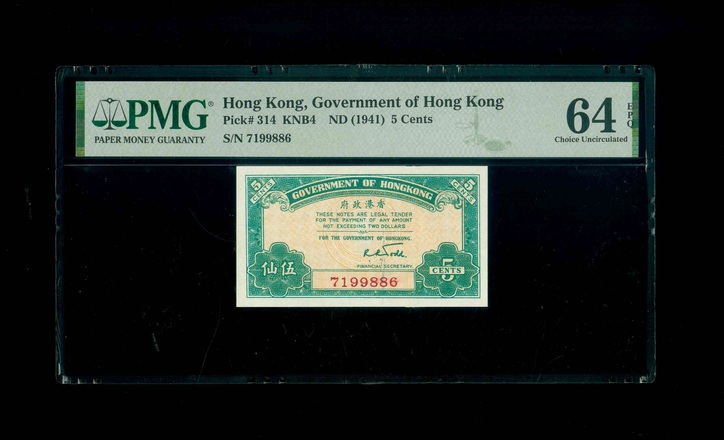 PMG®
PAPER MONEY GUARANTY
Hong Kong, Government of Hong Kong
Pick# 314 KNB4 ND (1941) 5 Cents
S/N 7199886
64 EPQ
Choice Uncirculated
5 CENTS
5 CENTS
GOVERNMENT OF HONGKONG
府政港香
THESE NOTES ARE LEGAL TENDER
FOR THE PAYMENT OF ANY AMOUNT
NOT EXCEEDING TWO DOLLARS
FOR THE GOVERNMENT OF HONGKONG.
FINANCIAL SECRETARY.
仙伍
5 CENTS
7199886